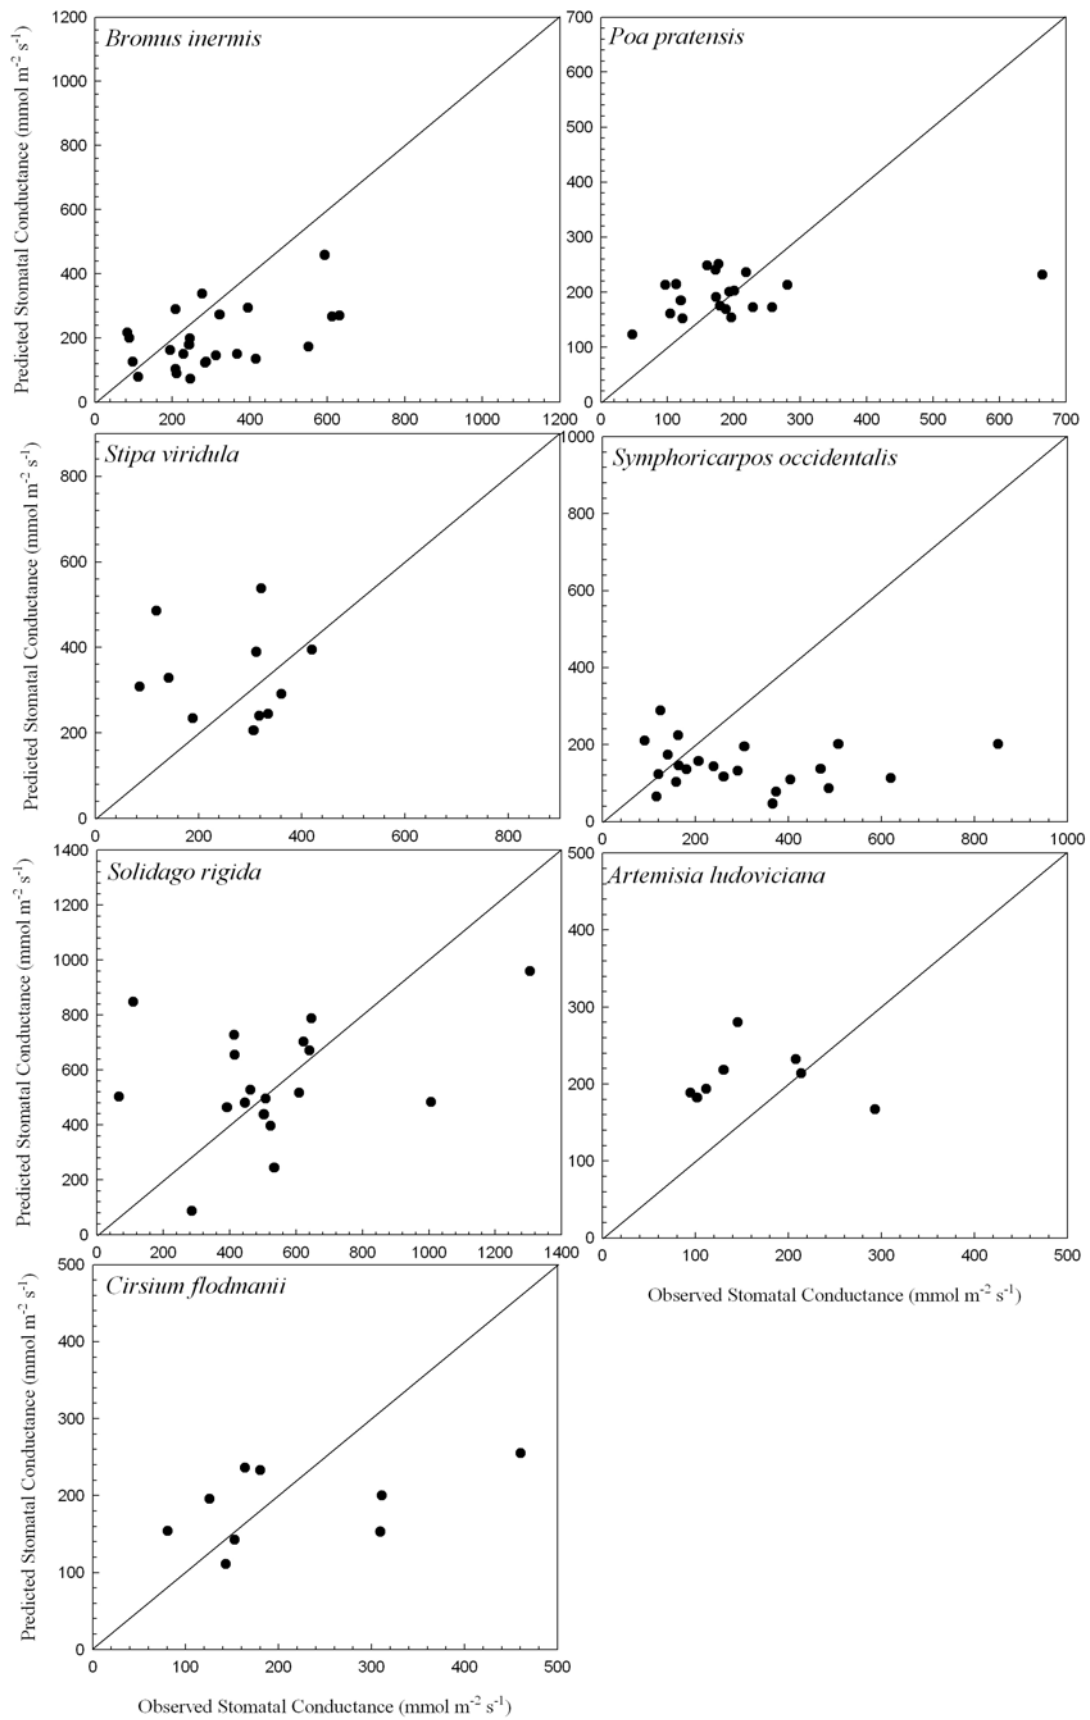 Bromus inermis
Predicted Stomatal Conductance (mmol m⁻² s⁻¹)
1200
1000
800
600
400
200
0
0 200 400 600 800 1000 1200
Poa pratensis
700
600
500
400
300
200
100
0
0 100 200 300 400 500 600 700
Stipa viridula
Predicted Stomatal Conductance (mmol m⁻² s⁻¹)
800
600
400
200
0
0 200 400 600 800
Symphoricarpos occidentalis
1000
800
600
400
200
0
0 200 400 600 800 1000
Solidago rigida
Predicted Stomatal Conductance (mmol m⁻² s⁻¹)
1400
1200
1000
800
600
400
200
0
0 200 400 600 800 1000 1200 1400
Artemisia ludoviciana
500
400
300
200
100
0
0 100 200 300 400 500
Observed Stomatal Conductance (mmol m⁻² s⁻¹)
Cirsium flodmanii
Predicted Stomatal Conductance (mmol m⁻² s⁻¹)
500
400
300
200
100
0
0 100 200 300 400 500
Observed Stomatal Conductance (mmol m⁻² s⁻¹)